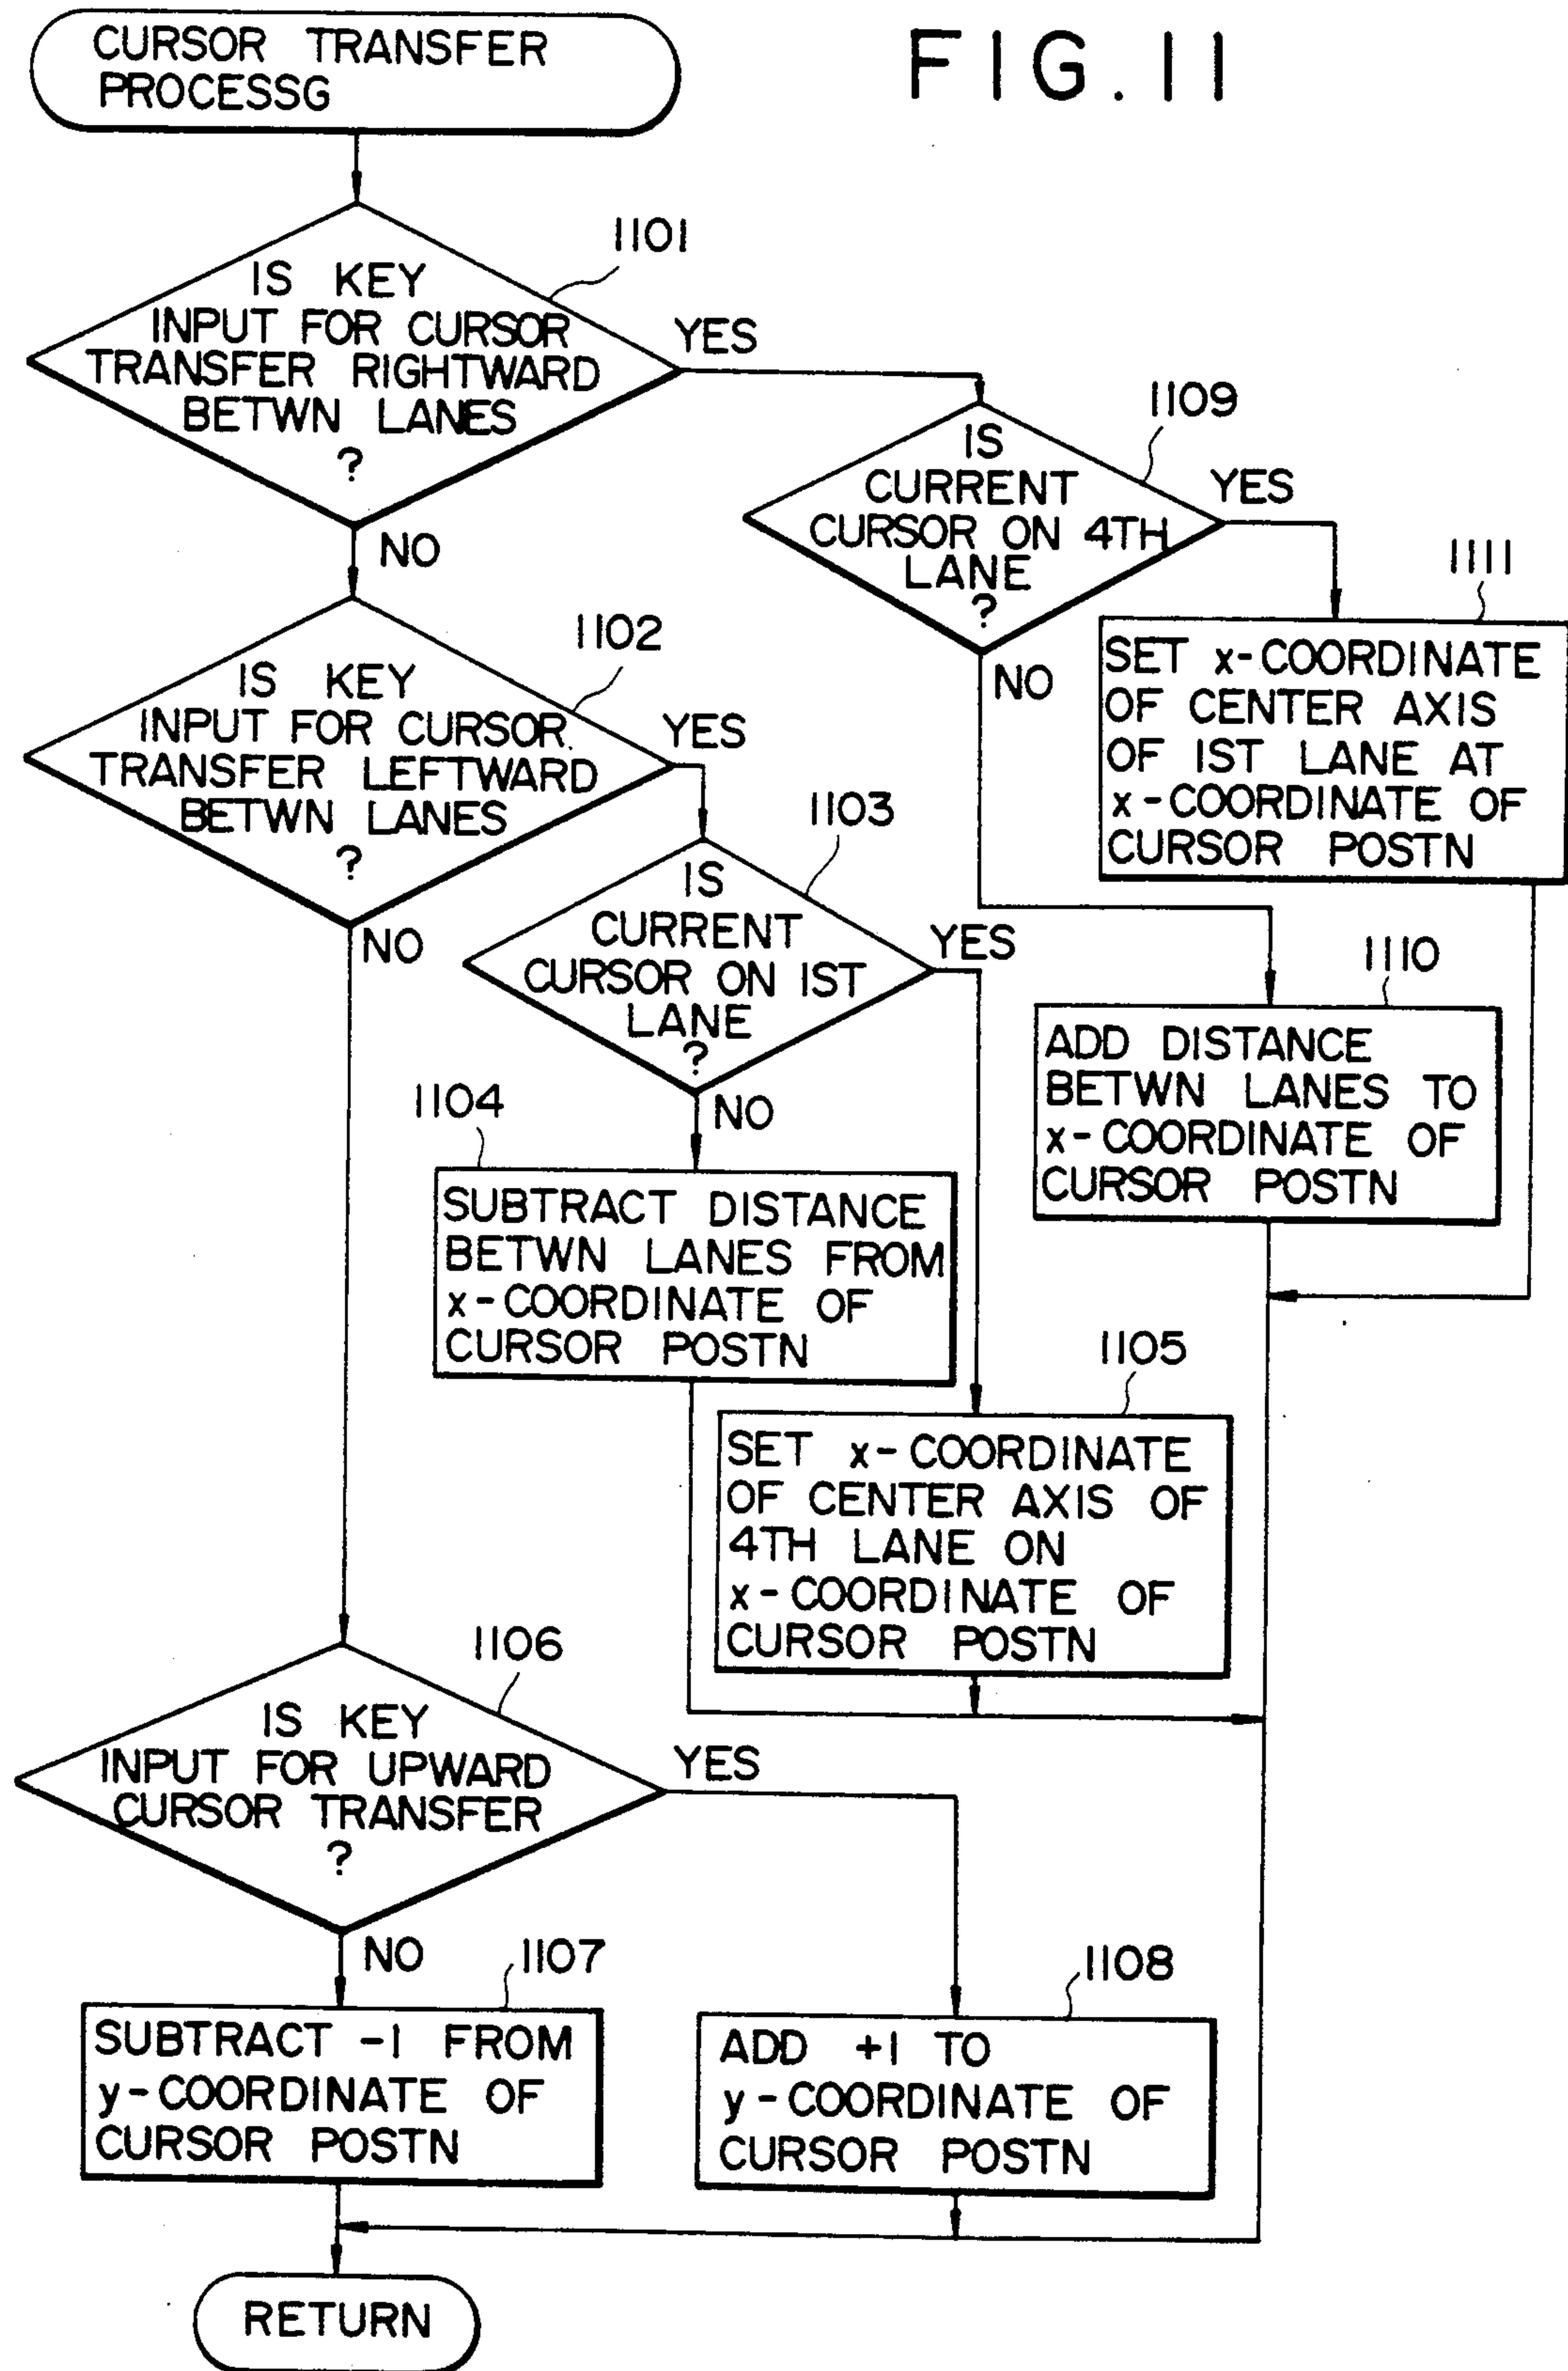 FIG. 11
CURSOR TRANSFER
PROCESSG
1101
IS KEY
INPUT FOR CURSOR
TRANSFER RIGHTWARD
BETWN LANES
?
YES
NO
1109
IS
CURRENT
CURSOR ON 4TH
LANE
?
YES
NO
1111
SET x-COORDINATE
OF CENTER AXIS
OF 1ST LANE AT
x-COORDINATE OF
CURSOR POSTN
1102
IS KEY
INPUT FOR CURSOR
TRANSFER LEFTWARD
BETWN LANES
?
YES
NO
1103
IS
CURRENT
CURSOR ON 1ST
LANE
?
YES
NO
1110
ADD DISTANCE
BETWN LANES TO
x-COORDINATE OF
CURSOR POSTN
1104
SUBTRACT DISTANCE
BETWN LANES FROM
x-COORDINATE OF
CURSOR POSTN
1105
SET x-COORDINATE
OF CENTER AXIS OF
4TH LANE ON
x-COORDINATE OF
CURSOR POSTN
1106
IS KEY
INPUT FOR UPWARD
CURSOR TRANSFER
?
YES
NO
1107
SUBTRACT -1 FROM
y-COORDINATE OF
CURSOR POSTN
1108
ADD +1 TO
y-COORDINATE OF
CURSOR POSTN
RETURN